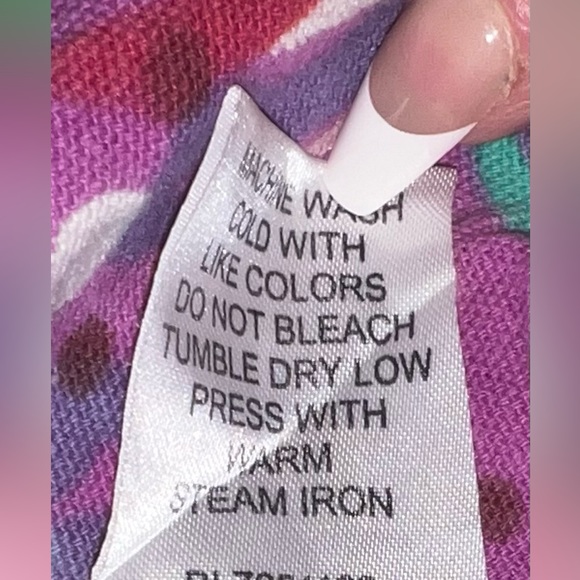 MACHINE WASH
COLD WITH
LIKE COLORS
DO NOT BLEACH
TUMBLE DRY LOW
PRESS WITH
WARM
STEAM IRON